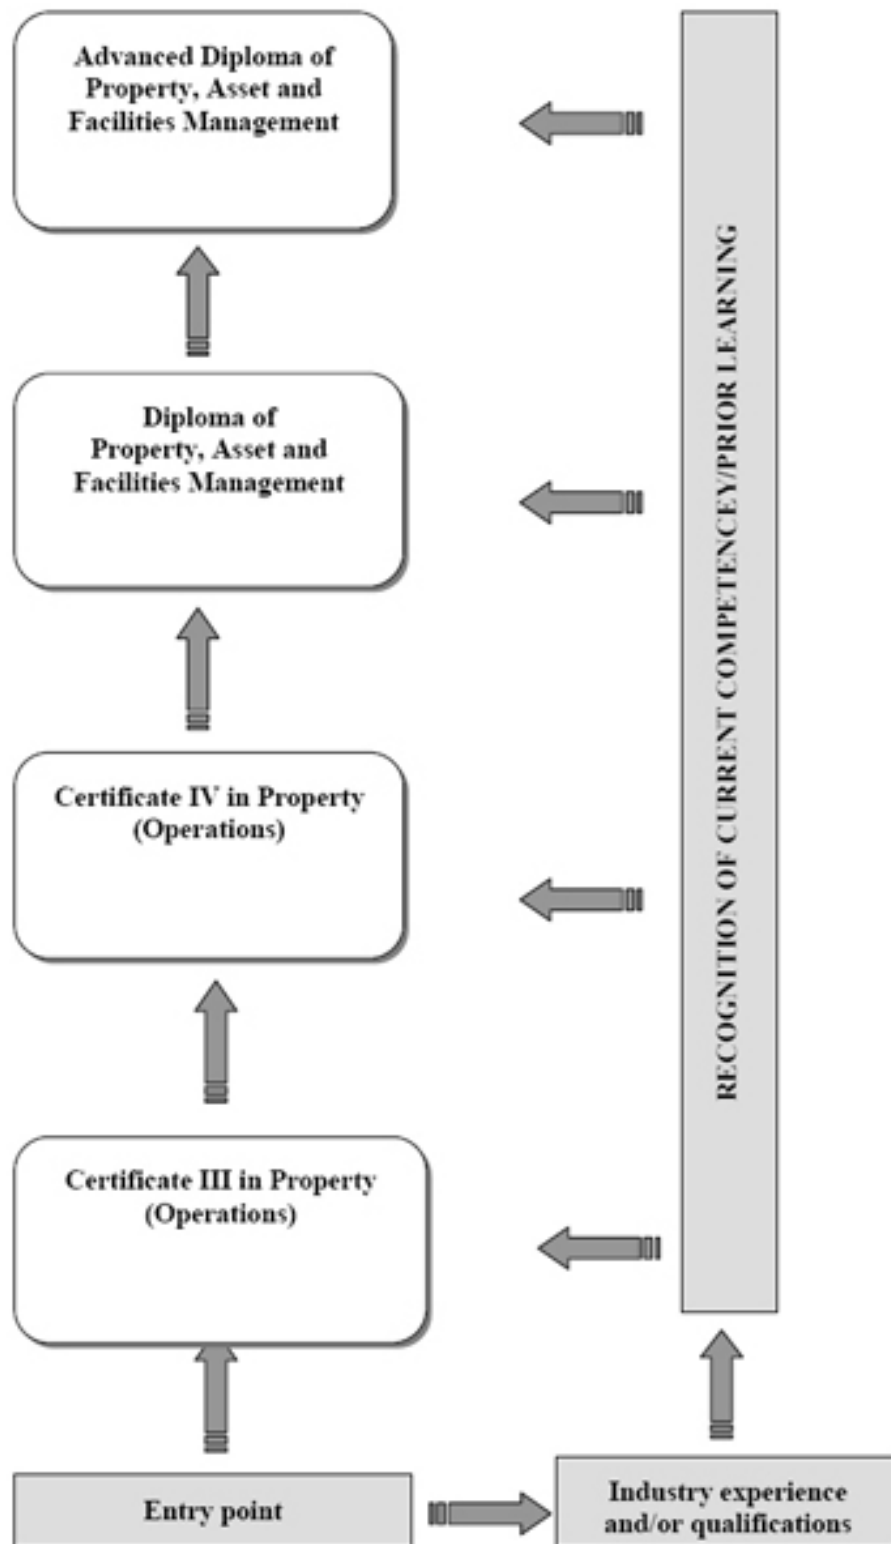 Advanced Diploma of
Property, Asset and
Facilities Management
Diploma of
Property, Asset and
Facilities Management
Certificate IV in Property
(Operations)
Certificate III in Property
(Operations)
Entry point
Industry experience
and/or qualifications
RECOGNITION OF CURRENT COMPETENCEY/PRIOR LEARNING